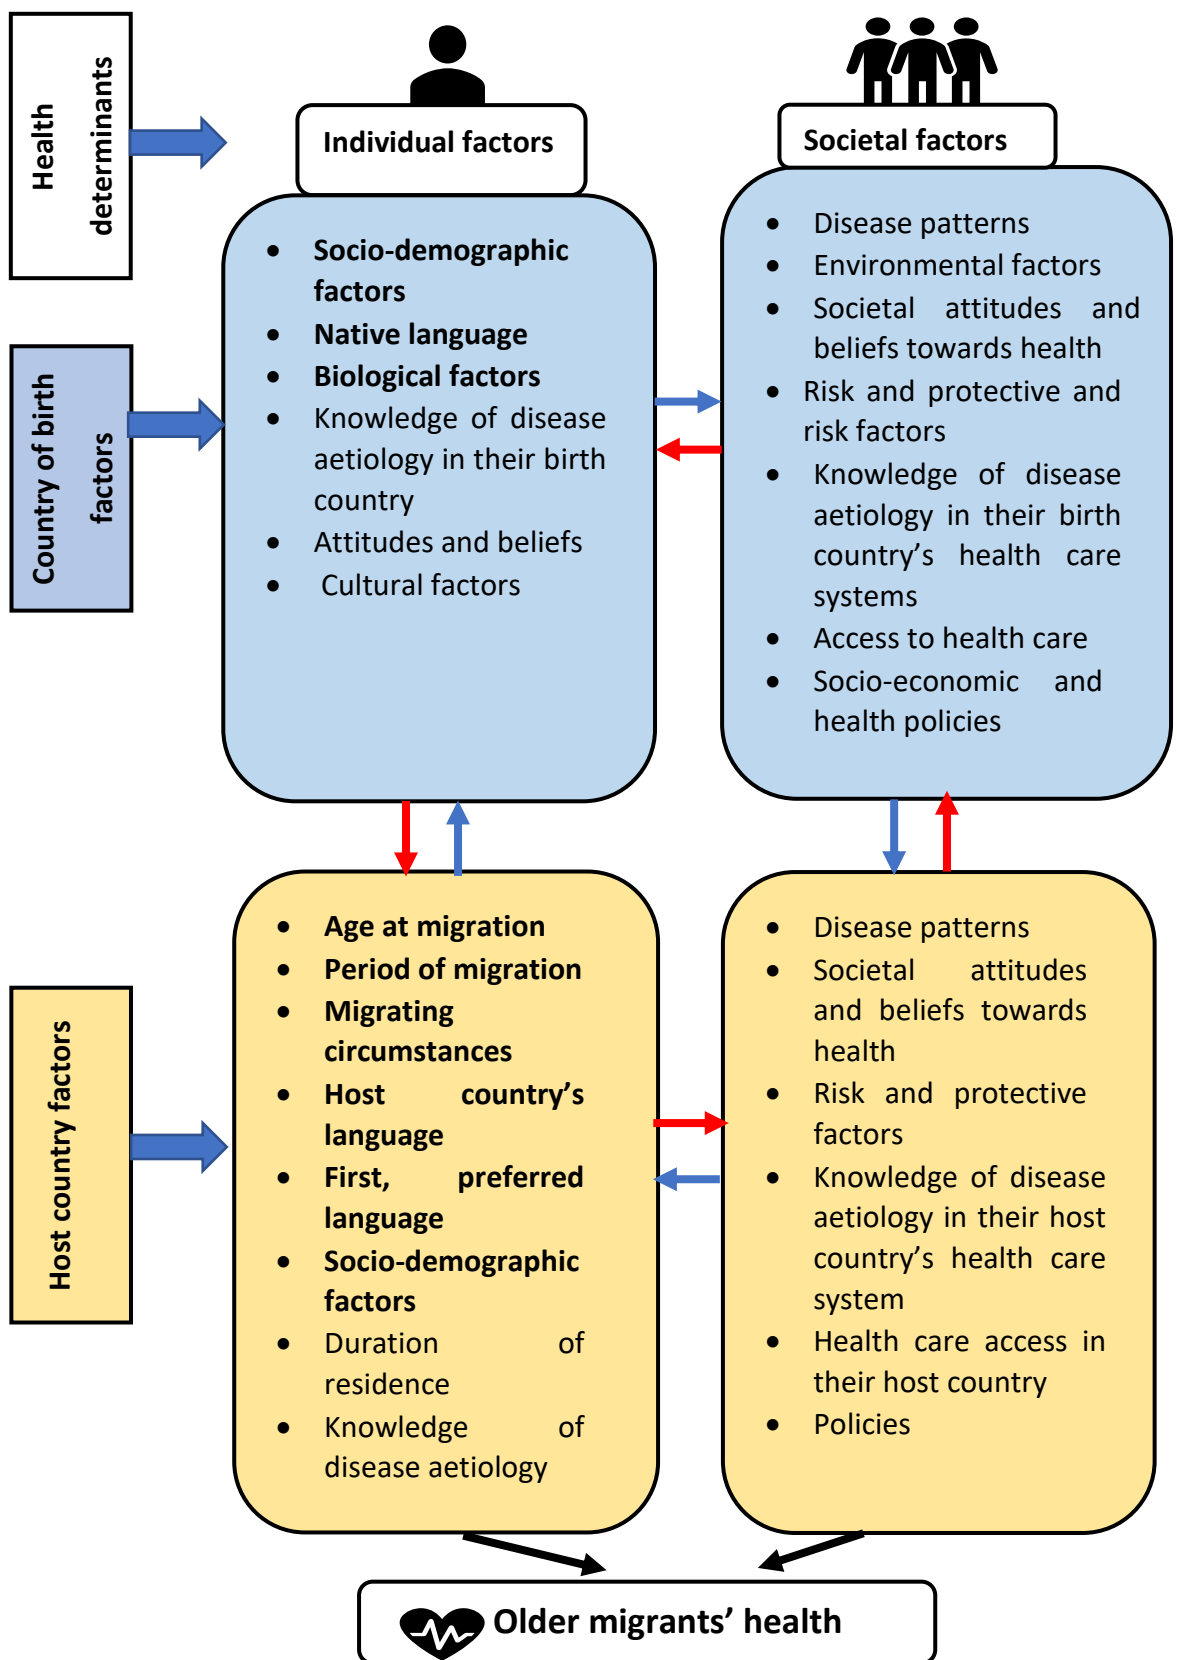 Health
determinants
Individual factors
Societal factors
Country of birth
factors
Socio-demographic
factors
Native language
Biological factors
Knowledge of disease
aetiology in their birth
country
Attitudes and beliefs
Cultural factors
Disease patterns
Environmental factors
Societal attitudes and
beliefs towards health
Risk and protective and
risk factors
Knowledge of disease
aetiology in their birth
country’s health care
systems
Access to health care
Socio-economic and
health policies
Host country factors
Age at migration
Period of migration
Migrating
circumstances
Host country’s
language
First, preferred
language
Socio-demographic
factors
Duration of
residence
Knowledge of
disease aetiology
Disease patterns
Societal attitudes
and beliefs towards
health
Risk and protective
factors
Knowledge of disease
aetiology in their host
country’s health care
system
Health care access in
their host country
Policies
Older migrants’ health